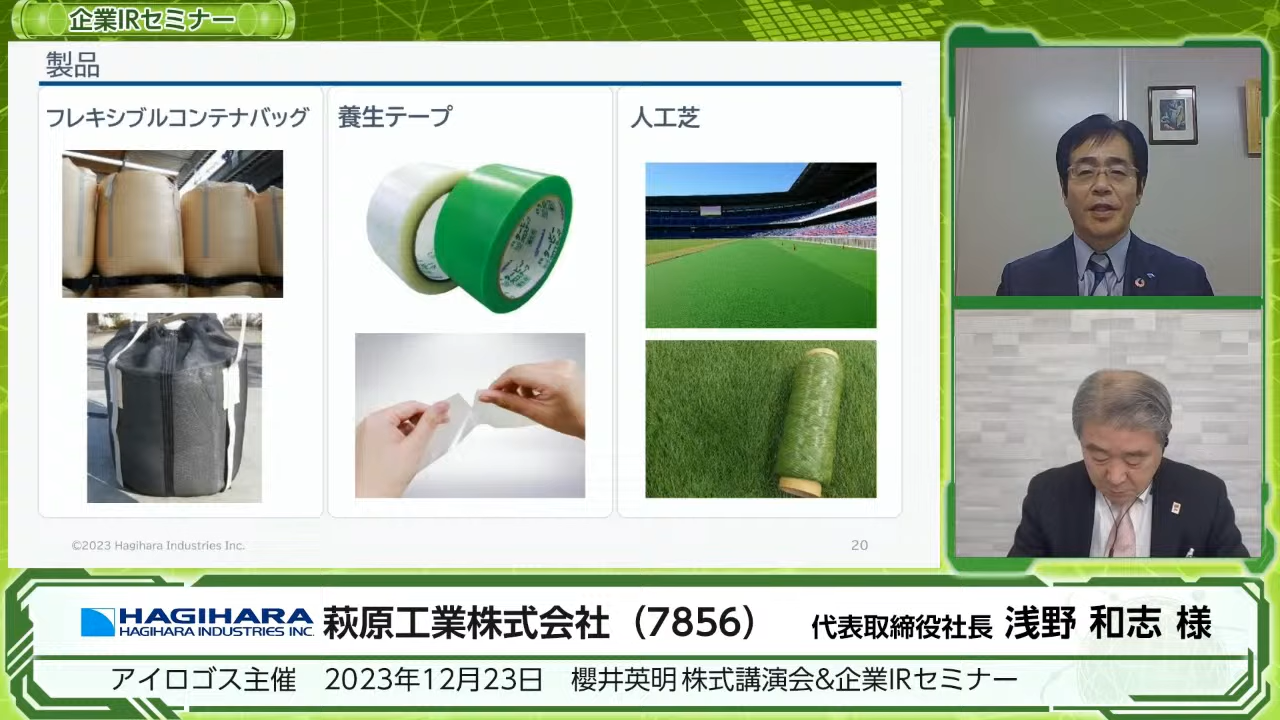 企業IRセミナー
製品
フレキシブルコンテナバッグ
養生テープ
人工芝
©2023 Hagihara Industries Inc.
20
HAGIHARA
HAGIHARA INDUSTRIES INC.
萩原工業株式会社（7856）
代表取締役社長 浅野 和志 様
アイロゴス主催 2023年12月23日 櫻井英明 株式講演会&企業IRセミナー